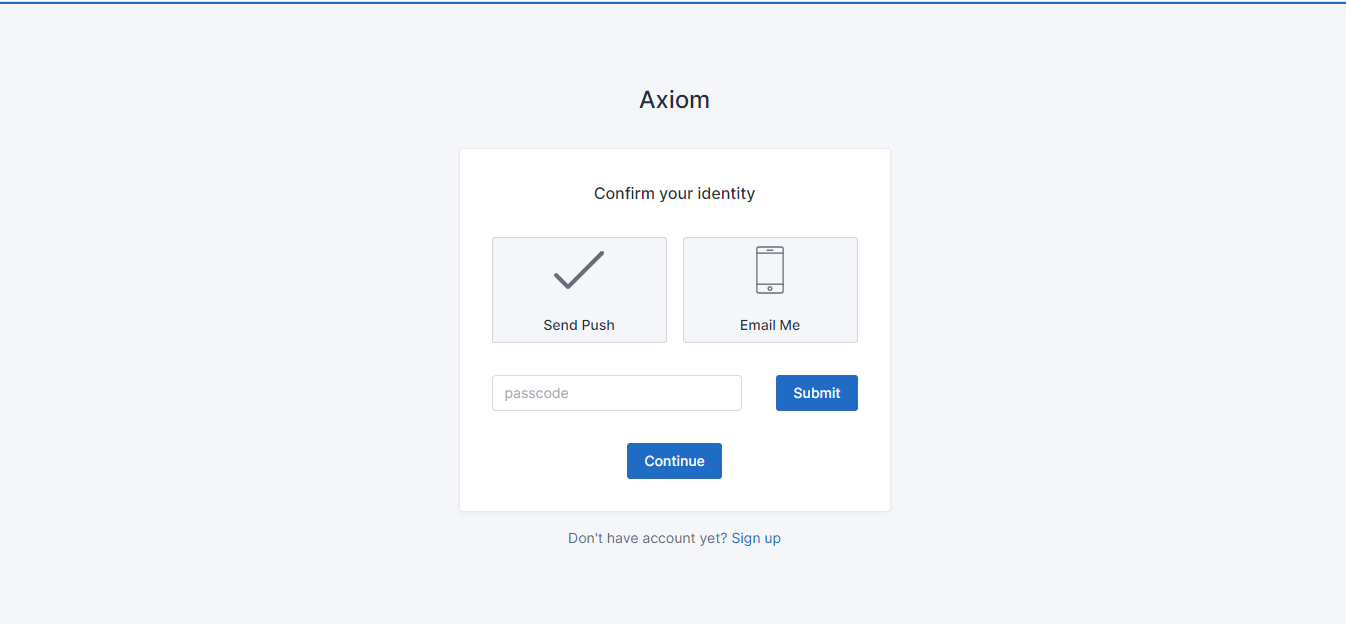 Axiom
Confirm your identity
Send Push
Email Me
passcode
Submit
Continue
Don't have account yet? Sign up